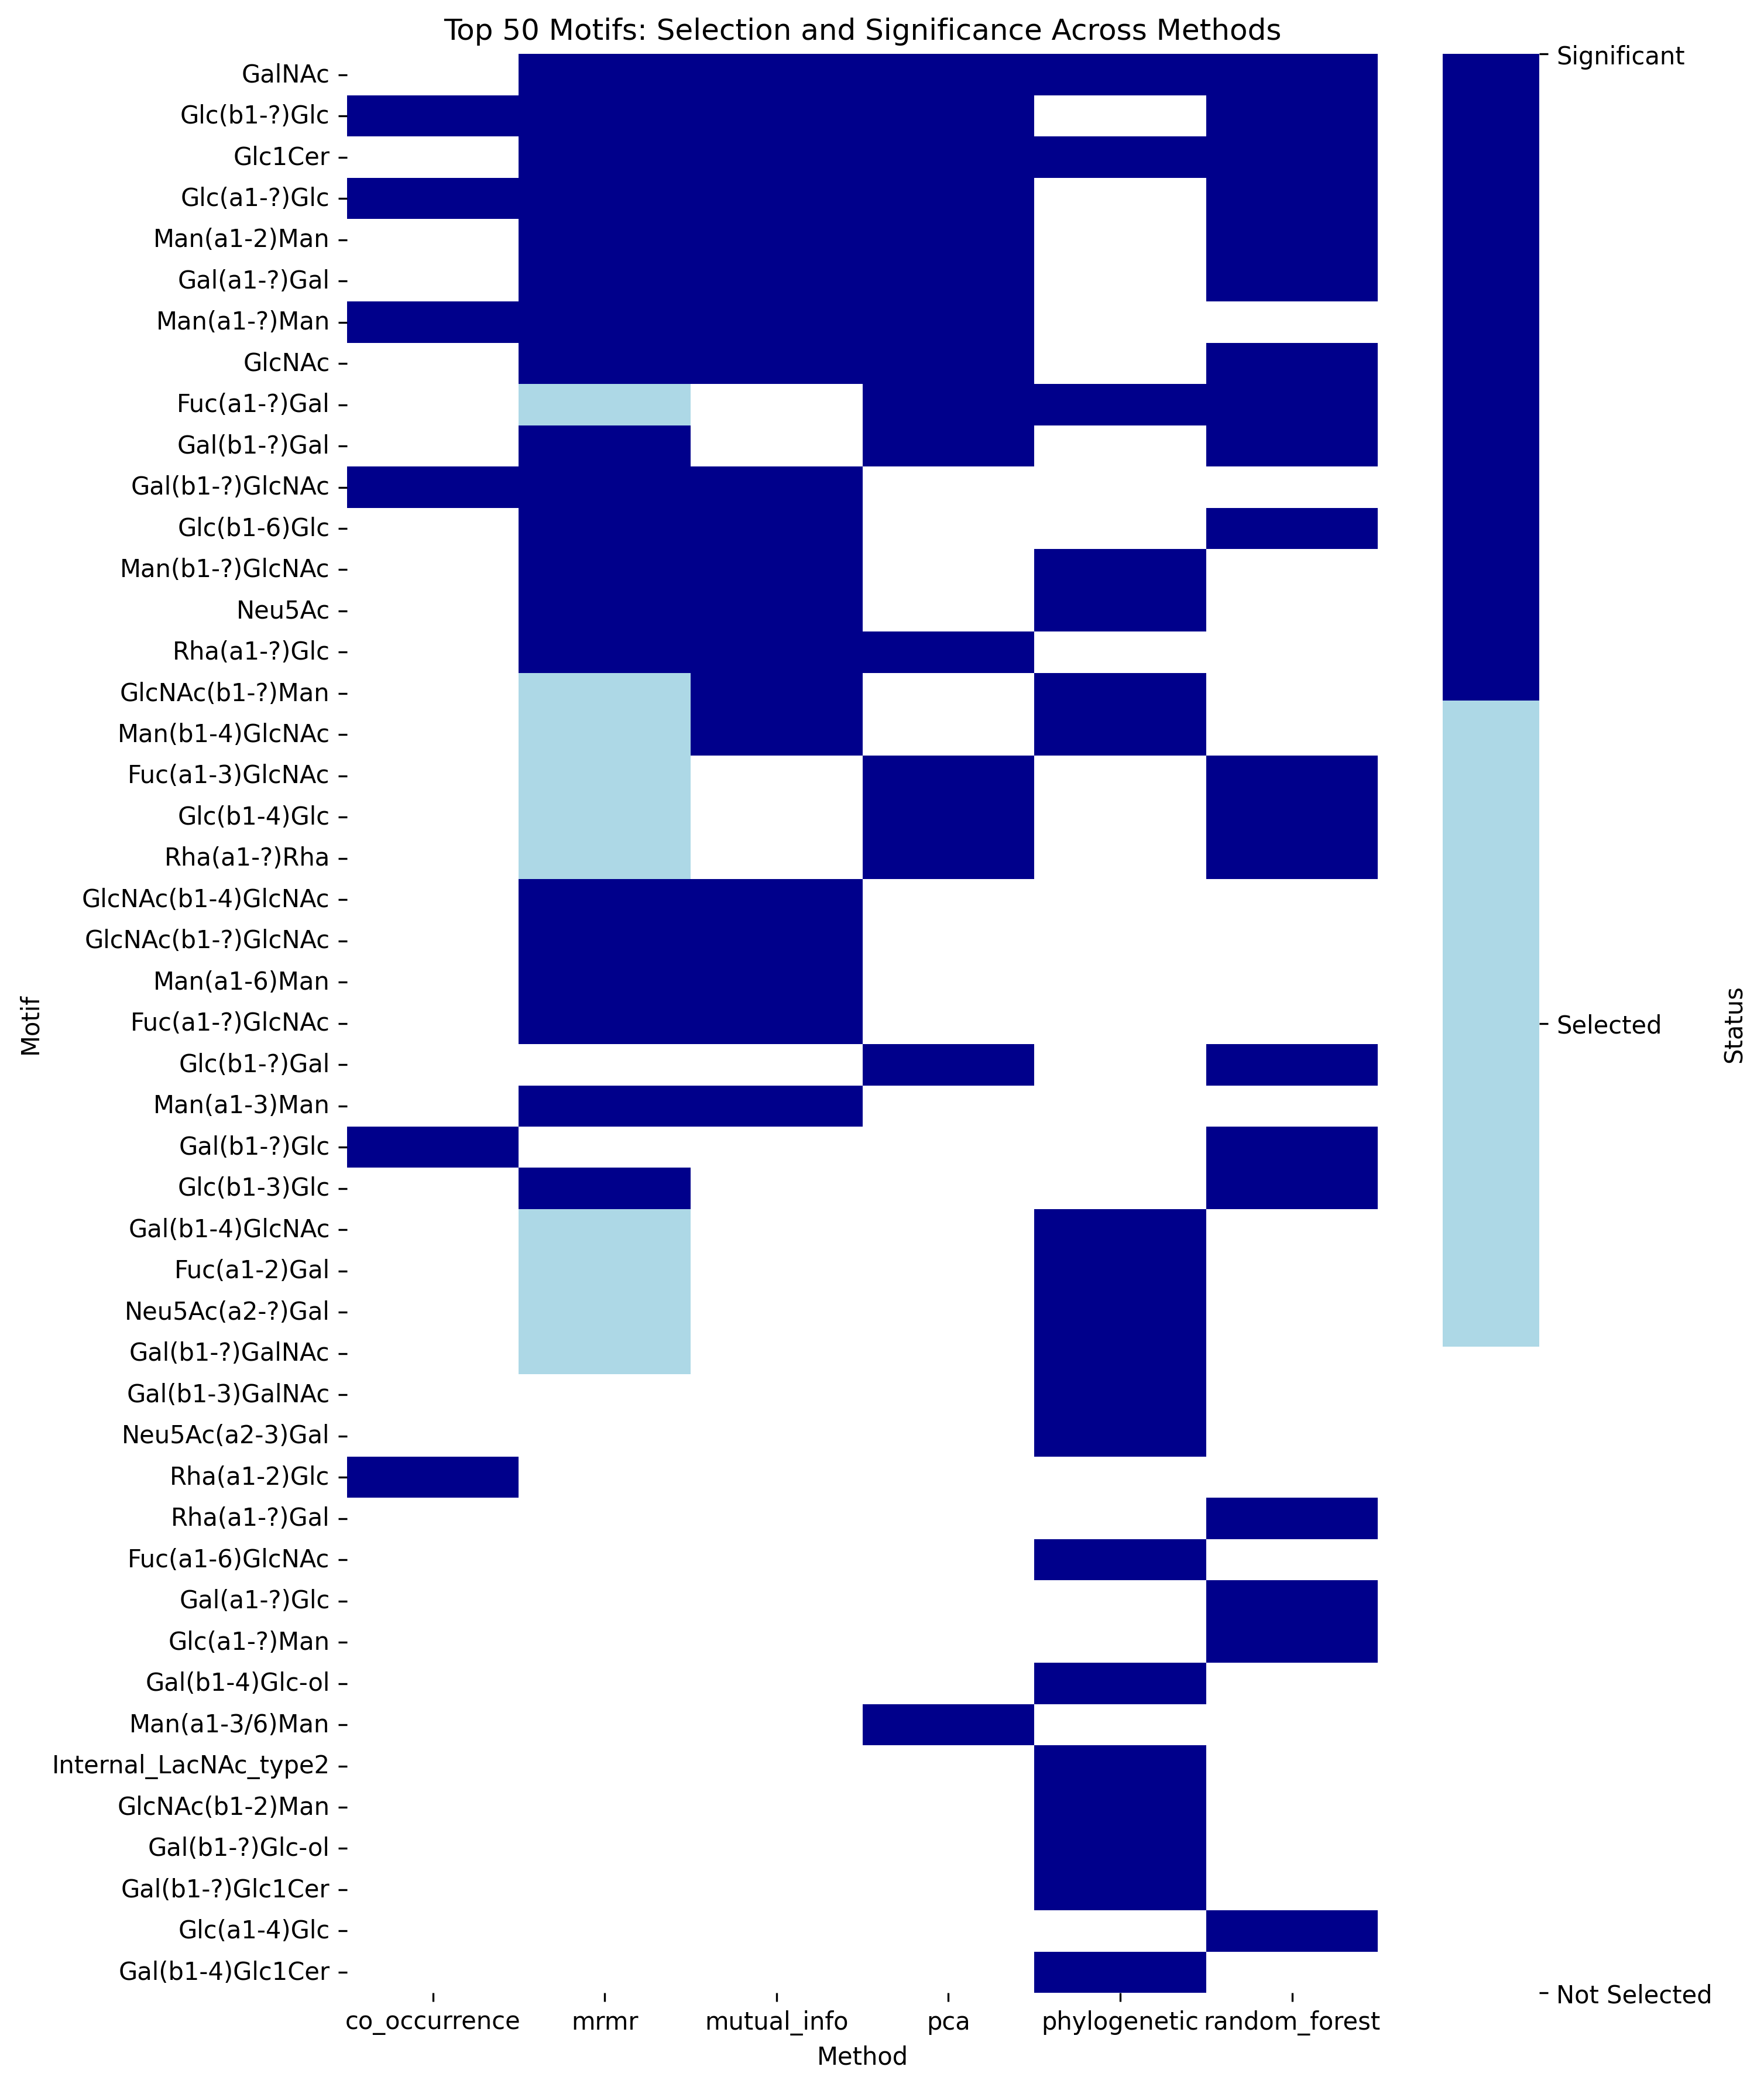 Top 50 Motifs: Selection and Significance Across Methods
GalNAc
Glc(b1-?)Glc
Glc1Cer
Glc(a1-?)Glc
Man(a1-2)Man
Gal(a1-?)Gal
Man(a1-?)Man
GlcNAc
Fuc(a1-?)Gal
Gal(b1-?)Gal
Gal(b1-?)GlcNAc
Glc(b1-6)Glc
Man(b1-?)GlcNAc
Neu5Ac
Rha(a1-?)Glc
GlcNAc(b1-?)Man
Man(b1-4)GlcNAc
Fuc(a1-3)GlcNAc
Glc(b1-4)Glc
Rha(a1-?)Rha
GlcNAc(b1-4)GlcNAc
GlcNAc(b1-?)GlcNAc
Man(a1-6)Man
Fuc(a1-?)GlcNAc
Glc(b1-?)Gal
Man(a1-3)Man
Gal(b1-?)Glc
Glc(b1-3)Glc
Gal(b1-4)GlcNAc
Fuc(a1-2)Gal
Neu5Ac(a2-?)Gal
Gal(b1-?)GalNAc
Gal(b1-3)GalNAc
Neu5Ac(a2-3)Gal
Rha(a1-2)Glc
Rha(a1-?)Gal
Fuc(a1-6)GlcNAc
Gal(a1-?)Glc
Glc(a1-?)Man
Gal(b1-4)Glc-ol
Man(a1-3/6)Man
Internal_LacNAc_type2
GlcNAc(b1-2)Man
Gal(b1-?)Glc-ol
Gal(b1-?)Glc1Cer
Glc(a1-4)Glc
Gal(b1-4)Glc1Cer
Motif
co_occurrence
mrmr
mutual_info
pca
phylogenetic
random_forest
Method
Significant
Selected
Not Selected
Status